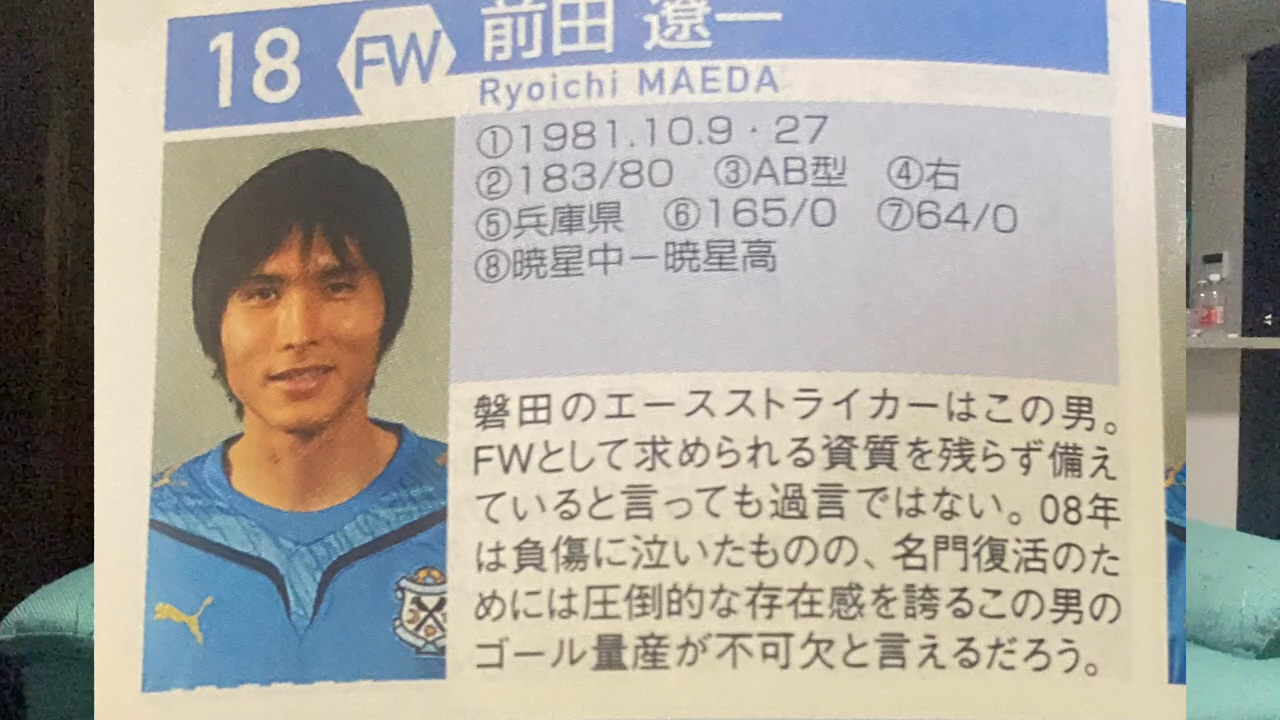 18 FW 前田 遼一
Ryoichi MAEDA
①1981.10.9・27
②183/80 ③AB型 ④右
⑤兵庫県 ⑥165/0 ⑦64/0
⑧暁星中－暁星高
磐田のエースストライカーはこの男。
FWとして求められる資質を残らず備え
ていると言っても過言ではない。08年
は負傷に泣いたものの、名門復活のた
めには圧倒的な存在感を誇るこの男の
ゴール量産が不可欠と言えるだろう。